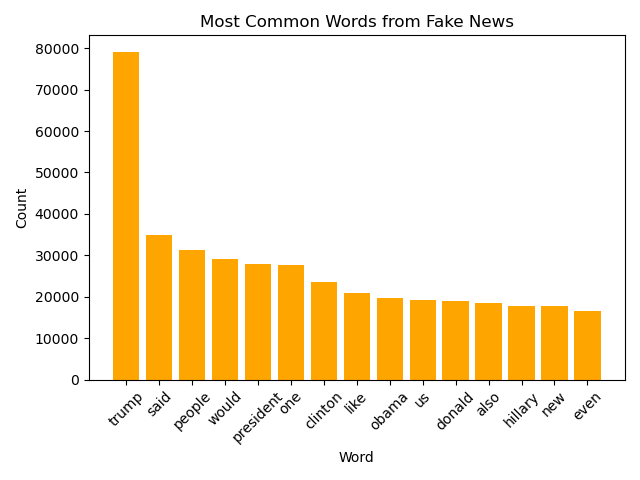 Most Common Words from Fake News
80000
70000
60000
50000
40000
30000
20000
10000
0
Count
trump
said
people
would
president
one
clinton
like
obama
us
donald
also
hillary
new
even
Word